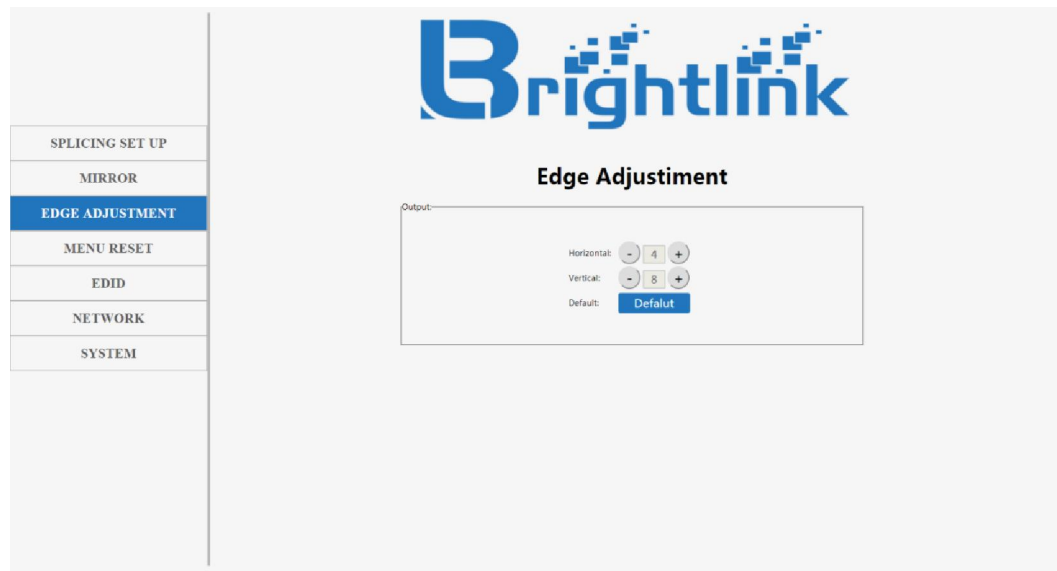 Brightlink
SPLICING SET UP
MIRROR
EDGE ADJUSTMENT
MENU RESET
EDID
NETWORK
SYSTEM
Edge Adjustiment
Output:
Horizontal: - 4 +
Vertical: - 8 +
Default: Defalut